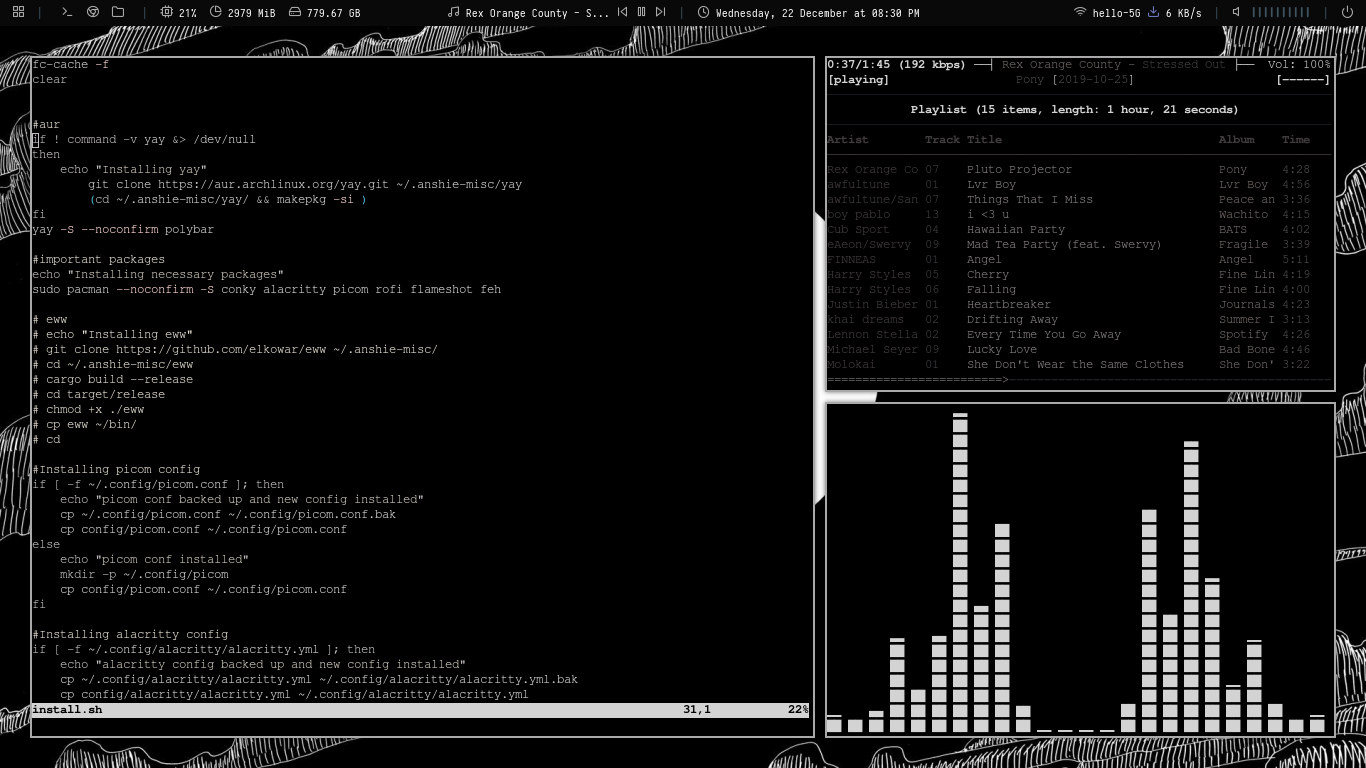 21% 2979 MiB 779.67 GB Rex Orange County - S... Wednesday, 22 December at 08:30 PM hello-5G 6 KB/s
fc-cache -f
clear
#aur
if ! command -v yay &> /dev/null
then
    echo "Installing yay"
        git clone https://aur.archlinux.org/yay.git ~/.anshie-misc/yay
        (cd ~/.anshie-misc/yay/ && makepkg -si )
fi
yay -S --noconfirm polybar
#important packages
echo "Installing necessary packages"
sudo pacman --noconfirm -S conky alacritty picom rofi flameshot feh
# eww
# echo "Installing eww"
# git clone https://github.com/elkowar/eww ~/.anshie-misc/
# cd ~/.anshie-misc/eww
# cargo build --release
# cd target/release
# chmod +x ./eww
# cp eww ~/bin/
# cd
#Installing picom config
if [ -f ~/.config/picom.conf ]; then
    echo "picom conf backed up and new config installed"
    cp ~/.config/picom.conf ~/.config/picom.conf.bak
    cp config/picom.conf ~/.config/picom.conf
else
    echo "picom conf installed"
    mkdir -p ~/.config/picom
    cp config/picom.conf ~/.config/picom.conf
fi
#Installing alacritty config
if [ -f ~/.config/alacritty/alacritty.yml ]; then
    echo "alacritty config backed up and new config installed"
    cp ~/.config/alacritty/alacritty.yml ~/.config/alacritty/alacritty.yml.bak
    cp config/alacritty/alacritty.yml ~/.config/alacritty/alacritty.yml
install.sh 31,1 22%
0:37/1:45 (192 kbps) ──┤ Rex Orange County - Stressed Out ├── Vol: 100%
[playing] Pony [2019-10-25] [------]
Playlist (15 items, length: 1 hour, 21 seconds)
Artist Track Title Album Time
Rex Orange Co 07 Pluto Projector Pony 4:28
awfultune 01 Lvr Boy Lvr Boy 4:56
awfultune/San 07 Things That I Miss Peace an 3:36
boy pablo 13 i <3 u Wachito 4:15
Cub Sport 04 Hawaiian Party BATS 4:02
eAeon/Swervy 09 Mad Tea Party (feat. Swervy) Fragile 3:39
FINNEAS 01 Angel Angel 5:11
Harry Styles 05 Cherry Fine Lin 4:19
Harry Styles 06 Falling Fine Lin 4:00
Justin Bieber 01 Heartbreaker Journals 4:23
khai dreams 02 Drifting Away Summer I 3:13
Lennon Stella 02 Every Time You Go Away Spotify 4:26
Michael Seyer 09 Lucky Love Bad Bone 4:46
Molokai 01 She Don't Wear the Same Clothes She Don' 3:22
=========================>